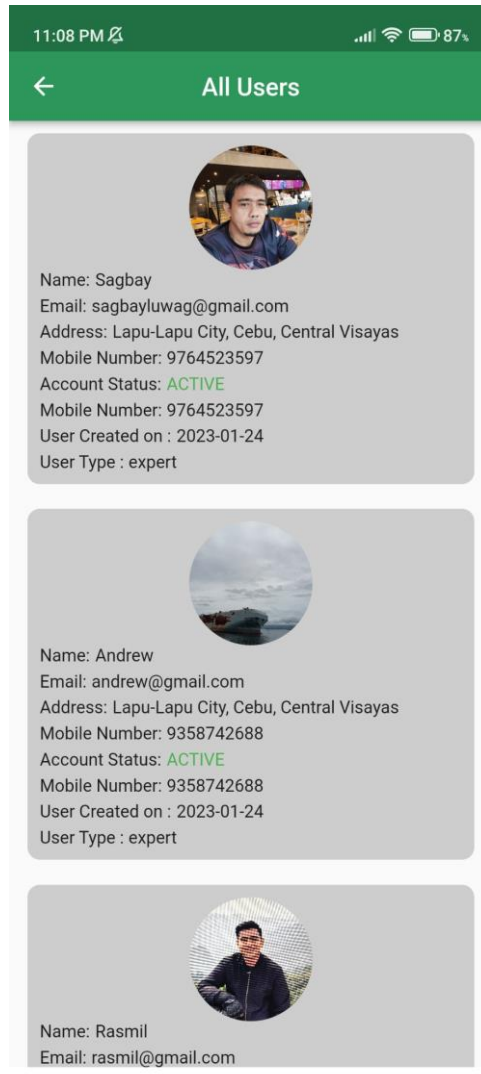 11:08 PM 87%
All Users
Name: Sagbay
Email: sagbayluwag@gmail.com
Address: Lapu-Lapu City, Cebu, Central Visayas
Mobile Number: 9764523597
Account Status: ACTIVE
Mobile Number: 9764523597
User Created on : 2023-01-24
User Type : expert
Name: Andrew
Email: andrew@gmail.com
Address: Lapu-Lapu City, Cebu, Central Visayas
Mobile Number: 9358742688
Account Status: ACTIVE
Mobile Number: 9358742688
User Created on : 2023-01-24
User Type : expert
Name: Rasmil
Email: rasmil@gmail.com